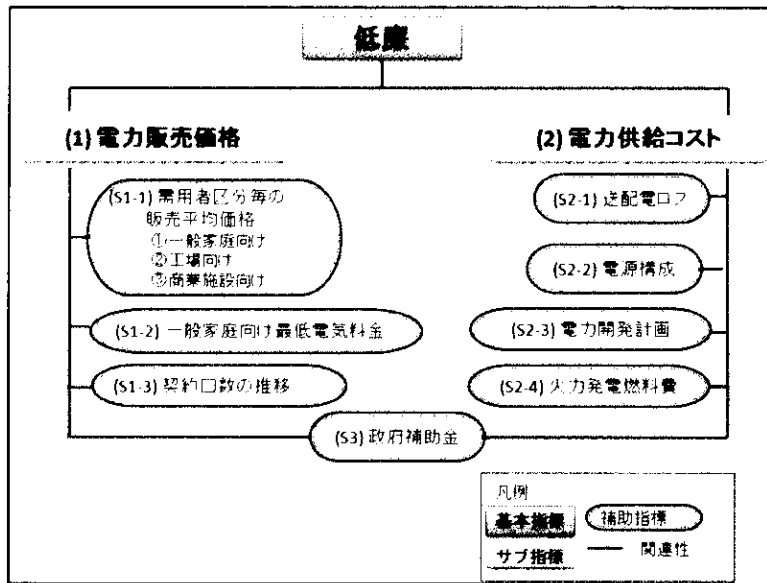 低廉
(1) 電力販売価格
(2) 電力供給コスト
(S1-1) 需用者区分毎の
販売平均価格
①一般家庭向け
②工場向け
③商業施設向け
(S1-2) 一般家庭向け最低電気料金
(S1-3) 契約口数の推移
(S2-1) 送配電ロス
(S2-2) 電源構成
(S2-3) 電力開発計画
(S2-4) 火力発電燃料費
(S3) 政府補助金
凡例
基本指標
補助指標
サブ指標
関連性